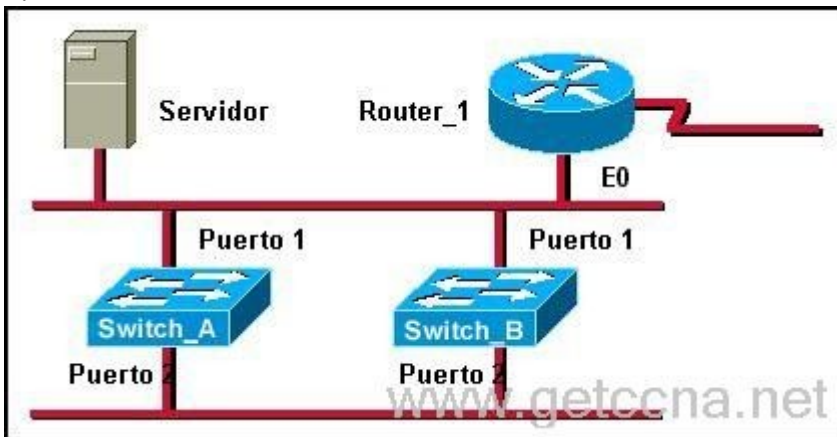 Servidor
Router_1
E0
Puerto 1
Puerto 1
Switch_A
Switch_B
Puerto 2
Puerto 2
www.getccna.net